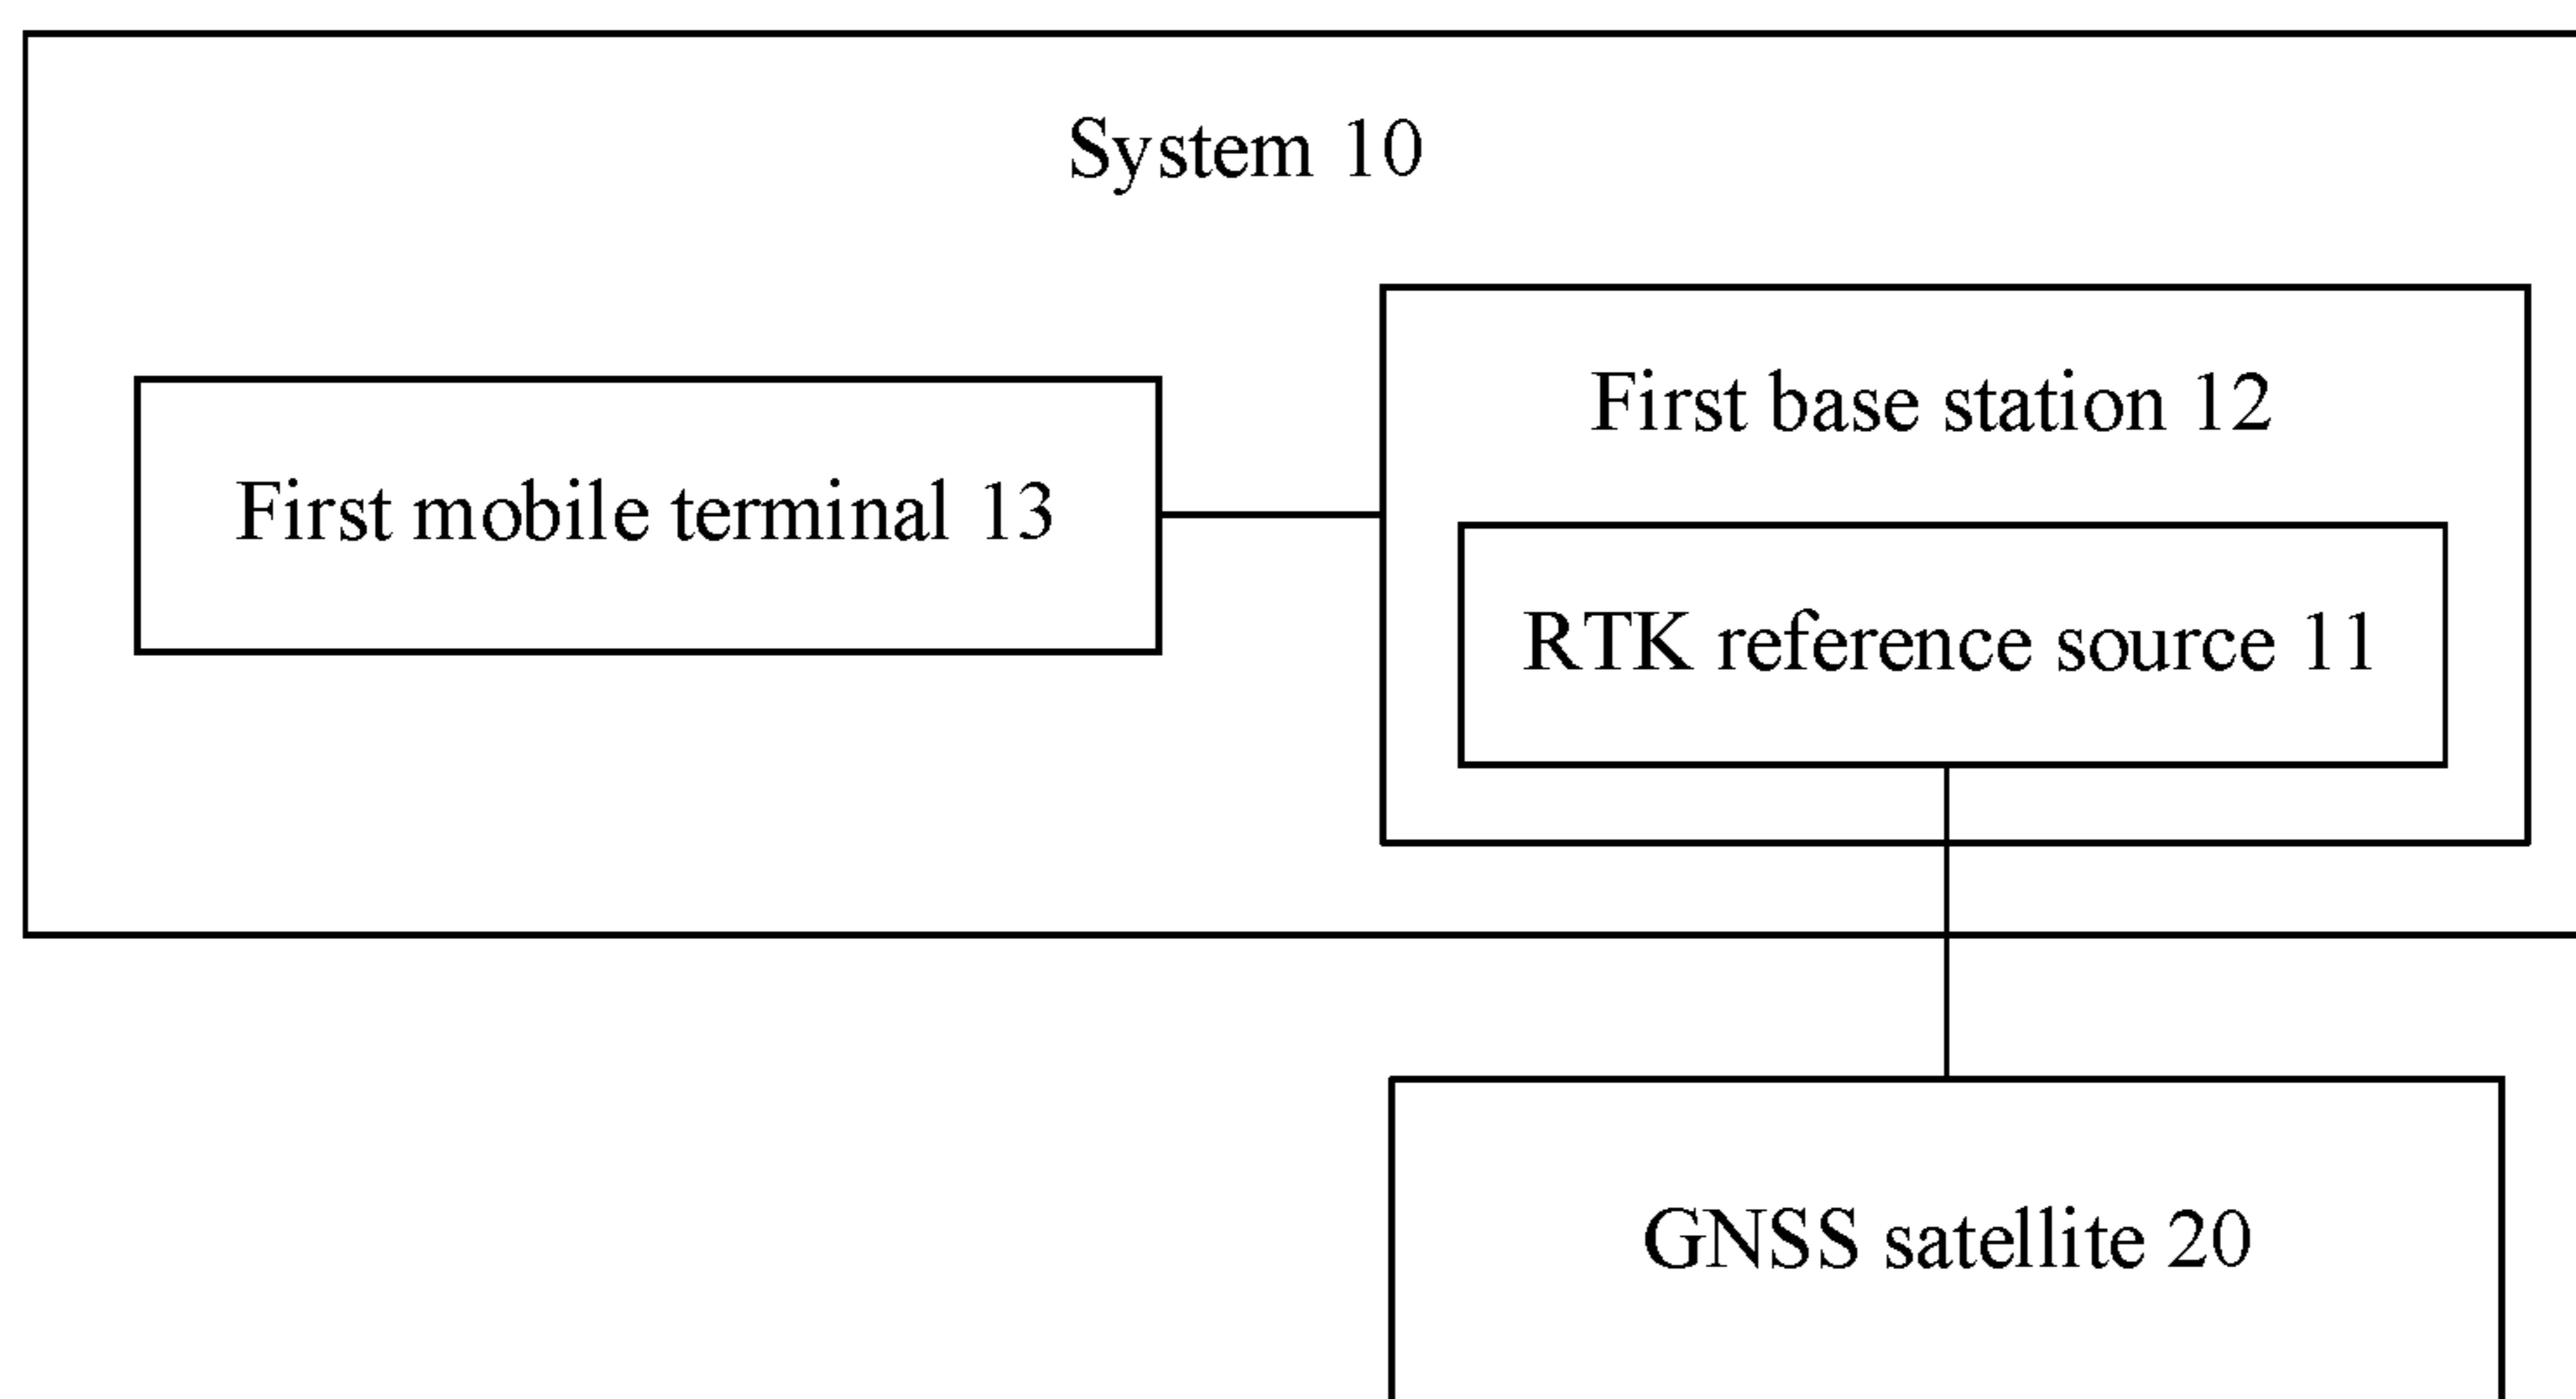 System 10
First base station 12
First mobile terminal 13
RTK reference source 11
GNSS satellite 20